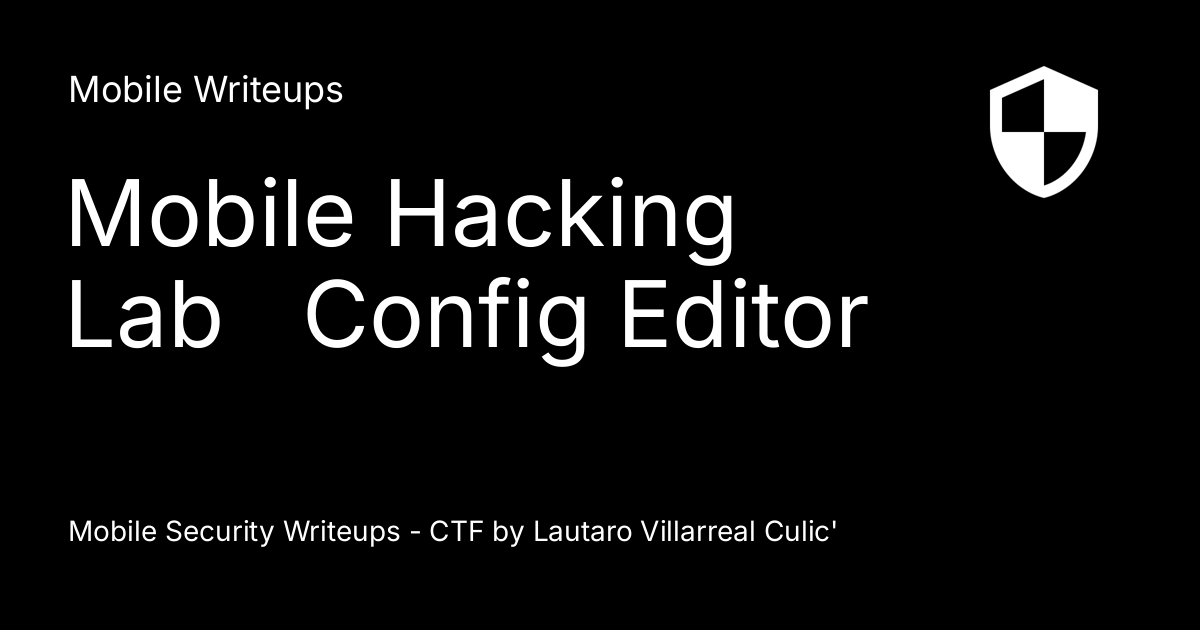 Mobile Writeups
Mobile Hacking
Lab   Config Editor
Mobile Security Writeups - CTF by Lautaro Villarreal Culic'